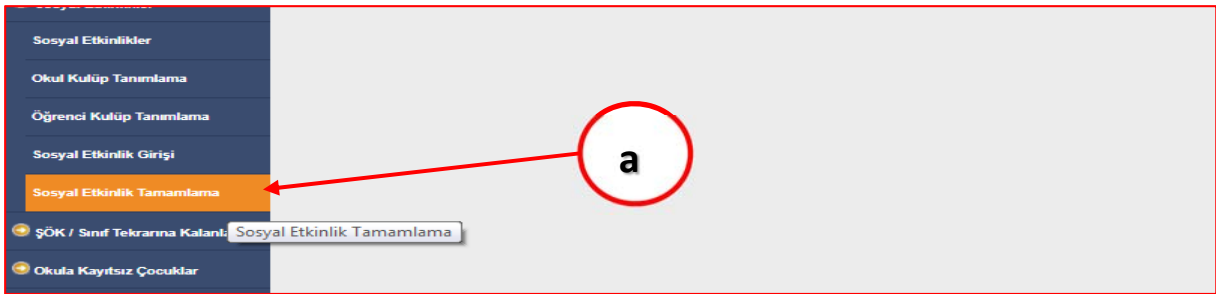 Sosyal Etkinlikler
Okul Kulüp Tanımlama
Öğrenci Kulüp Tanımlama
Sosyal Etkinlik Girişi
Sosyal Etkinlik Tamamlama
ŞÖK / Sınıf Tekrarına
Sosyal Etkinlik Tamamlama
Okula Kayıtsız Çocuklar
a